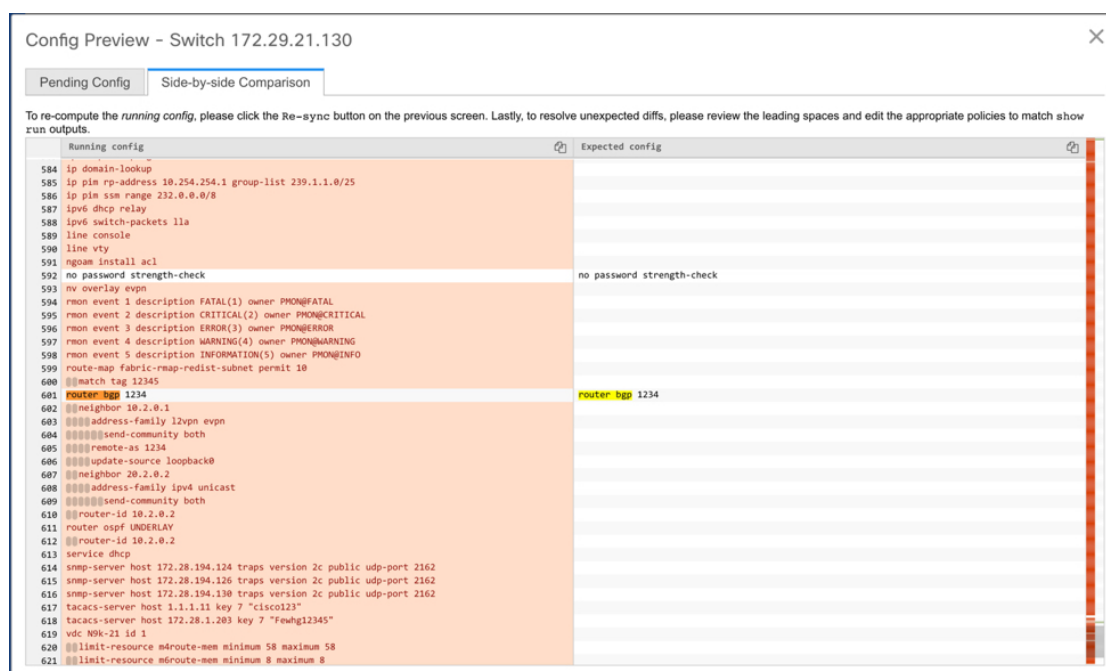 Config Preview - Switch 172.29.21.130
Pending Config Side-by-side Comparison
To re-compute the running config, please click the Re-sync button on the previous screen. Lastly, to resolve unexpected diffs, please review the leading spaces and edit the appropriate policies to match show
run outputs.
Running config Expected config
584 ip domain-lookup
585 ip pim rp-address 10.254.254.1 group-list 239.1.1.0/25
586 ip pim ssm range 232.0.0.0/8
587 ipv6 dhcp relay
588 ipv6 switch-packets lla
589 line console
590 line vty
591 ngoam install acl
592 no password strength-check no password strength-check
593 nv overlay evpn
594 rmon event 1 description FATAL(1) owner PMON@FATAL
595 rmon event 2 description CRITICAL(2) owner PMON@CRITICAL
596 rmon event 3 description ERROR(3) owner PMON@ERROR
597 rmon event 4 description WARNING(4) owner PMON@WARNING
598 rmon event 5 description INFORMATION(5) owner PMON@INFO
599 route-map fabric-rmap-redist-subnet permit 10
600 match tag 12345
601 router bgp 1234 router bgp 1234
602 neighbor 10.2.0.1
603 address-family l2vpn evpn
604 send-community both
605 remote-as 1234
606 update-source loopback0
607 neighbor 20.2.0.2
608 address-family ipv4 unicast
609 send-community both
610 router-id 10.2.0.2
611 router ospf UNDERLAY
612 router-id 10.2.0.2
613 service dhcp
614 snmp-server host 172.28.194.124 traps version 2c public udp-port 2162
615 snmp-server host 172.28.194.126 traps version 2c public udp-port 2162
616 snmp-server host 172.28.194.130 traps version 2c public udp-port 2162
617 tacacs-server host 1.1.1.11 key 7 "cisco123"
618 tacacs-server host 172.28.1.203 key 7 "Fewhg12345"
619 vdc N9k-21 id 1
620 limit-resource m4route-mem minimum 58 maximum 58
621 limit-resource m6route-mem minimum 8 maximum 8